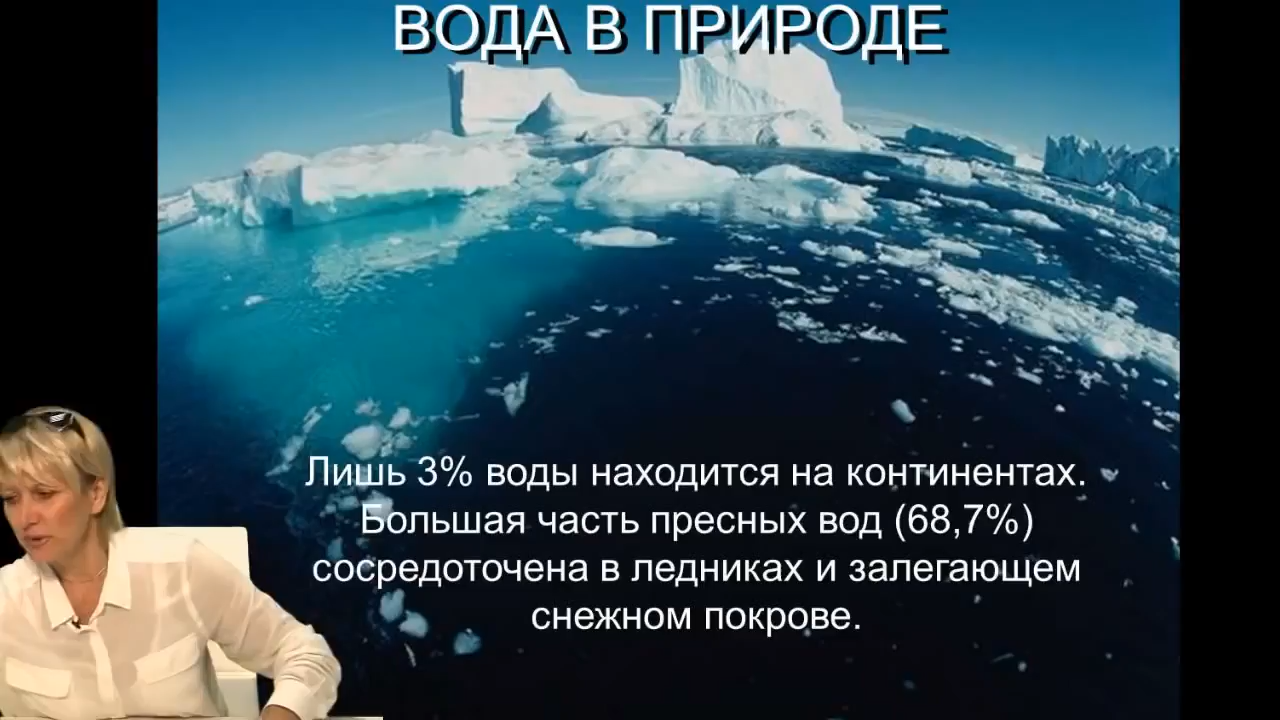 ВОДА В ПРИРОДЕ
Лишь 3% воды находится на континентах.
Большая часть пресных вод (68,7%)
сосредоточена в ледниках и залегающем
снежном покрове.